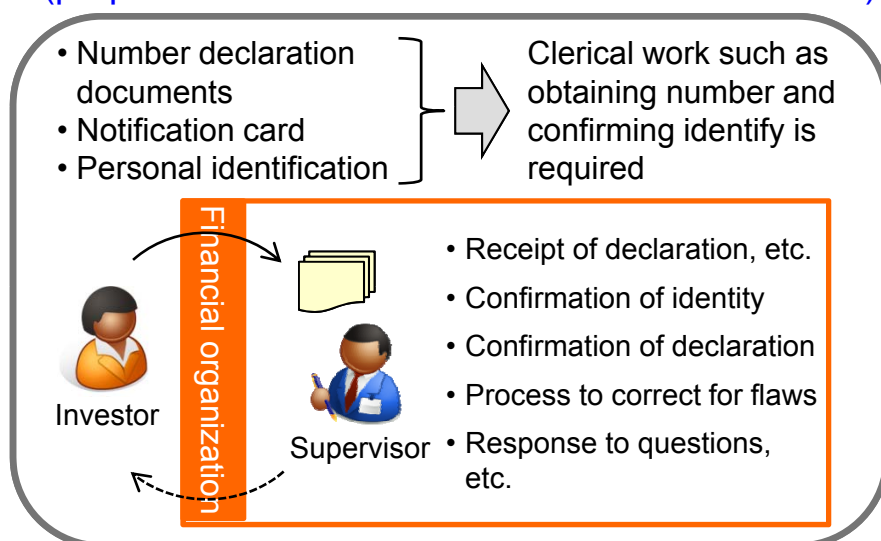 • Number declaration
documents
• Notification card
• Personal identification
Clerical work such as
obtaining number and
confirming identify is
required
Financial organization
• Receipt of declaration, etc.
• Confirmation of identity
• Confirmation of declaration
• Process to correct for flaws
• Response to questions,
etc.
Investor
Supervisor